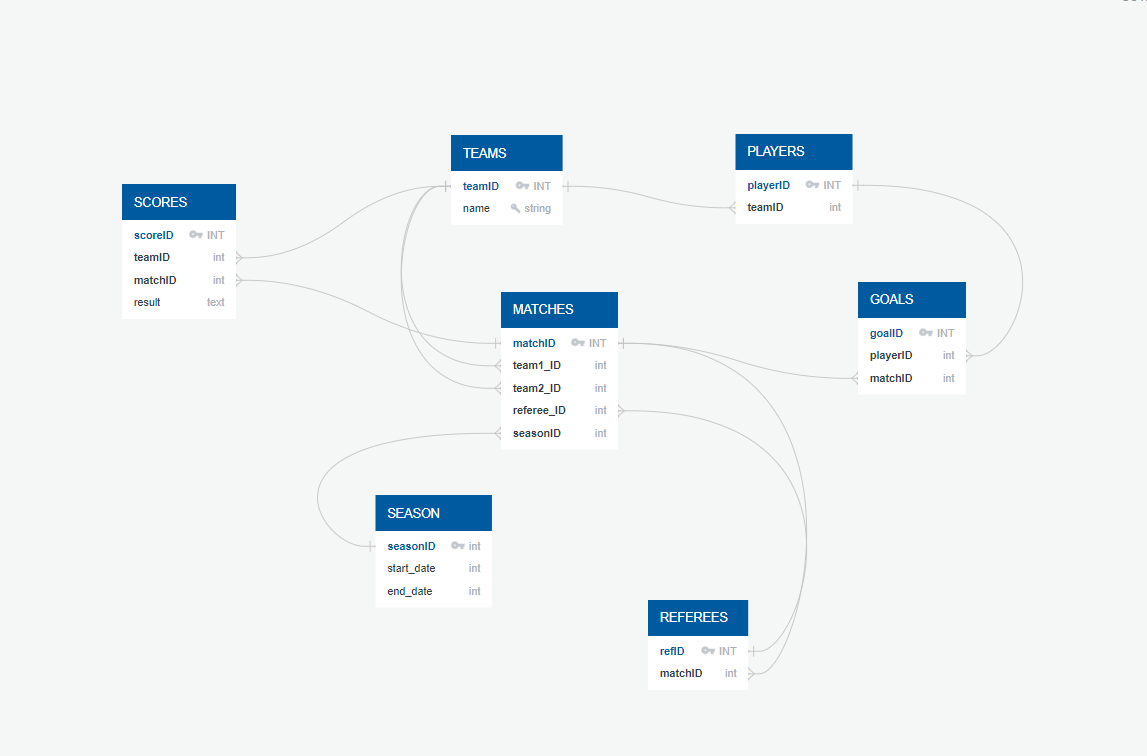 TEAMS
teamID INT
name string
PLAYERS
playerID INT
teamID int
SCORES
scoreID INT
teamID int
matchID int
result text
MATCHES
matchID INT
team1_ID int
team2_ID int
referee_ID int
seasonID int
GOALS
goalID INT
playerID int
matchID int
SEASON
seasonID int
start_date int
end_date int
REFEREES
refID INT
matchID int